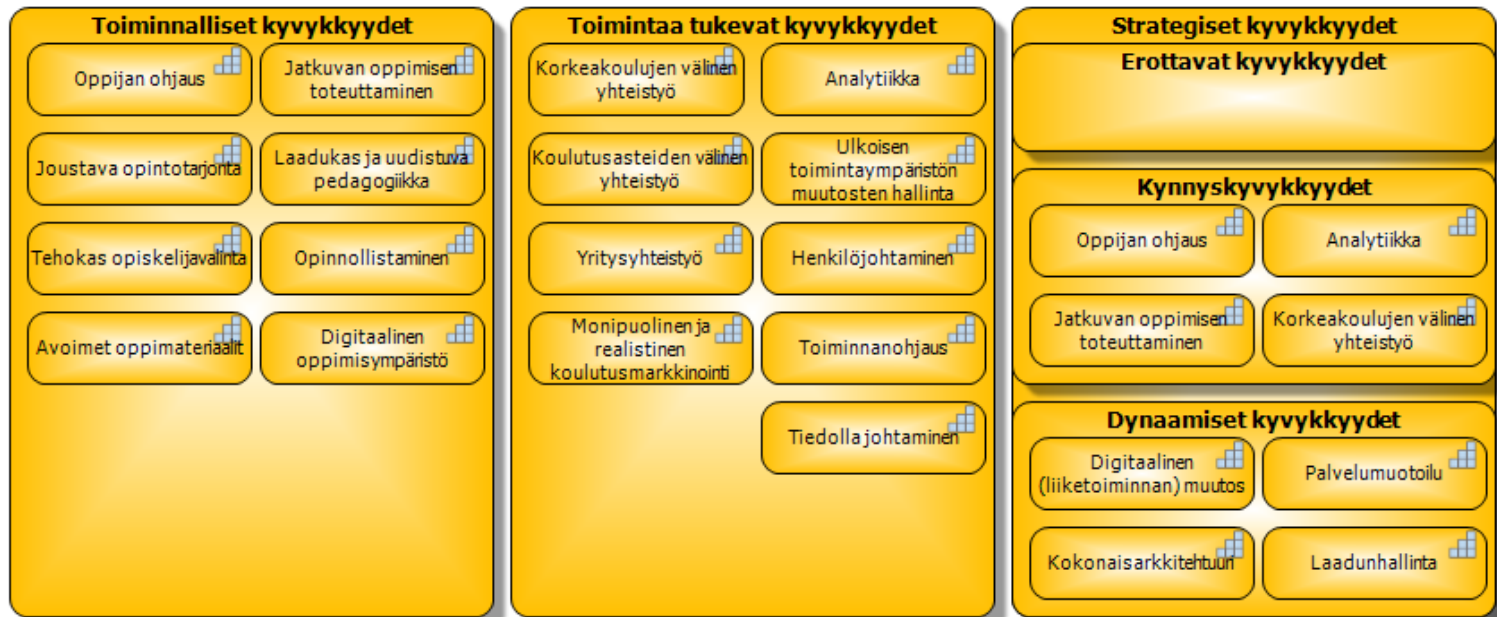 Toiminnalliset kyvykkyydet
Oppijan ohjaus
Jatkuvan oppimisen
toteuttaminen
Joustava opintotarjonta
Laadukas ja uudistuva
pedagogiikka
Tehokas opiskelijavalinta
Opinnollistaminen
Avoimet oppimateriaalit
Digitaalinen
oppimisympäristö
Toimintaa tukevat kyvykkyydet
Korkeakoulujen välinen
yhteistyö
Analytiikka
Koulutusasteiden välinen
yhteistyö
Ulkoisen
toimintaympäristön
muutosten hallinta
Yritysyhteistyö
Henkilöjohtaminen
Monipuolinen ja
realistinen
koulutusmarkkinointi
Toiminnanohjaus
Tiedolla johtaminen
Strategiset kyvykkyydet
Erottavat kyvykkyydet
Kynnyskyvykkyydet
Oppijan ohjaus
Analytiikka
Jatkuvan oppimisen
toteuttaminen
Korkeakoulujen välinen
yhteistyö
Dynaamiset kyvykkyydet
Digitaalinen
(liiketoiminnan) muutos
Palvelumuotoilu
Kokonaisarkkitehtuuri
Laadunhallinta